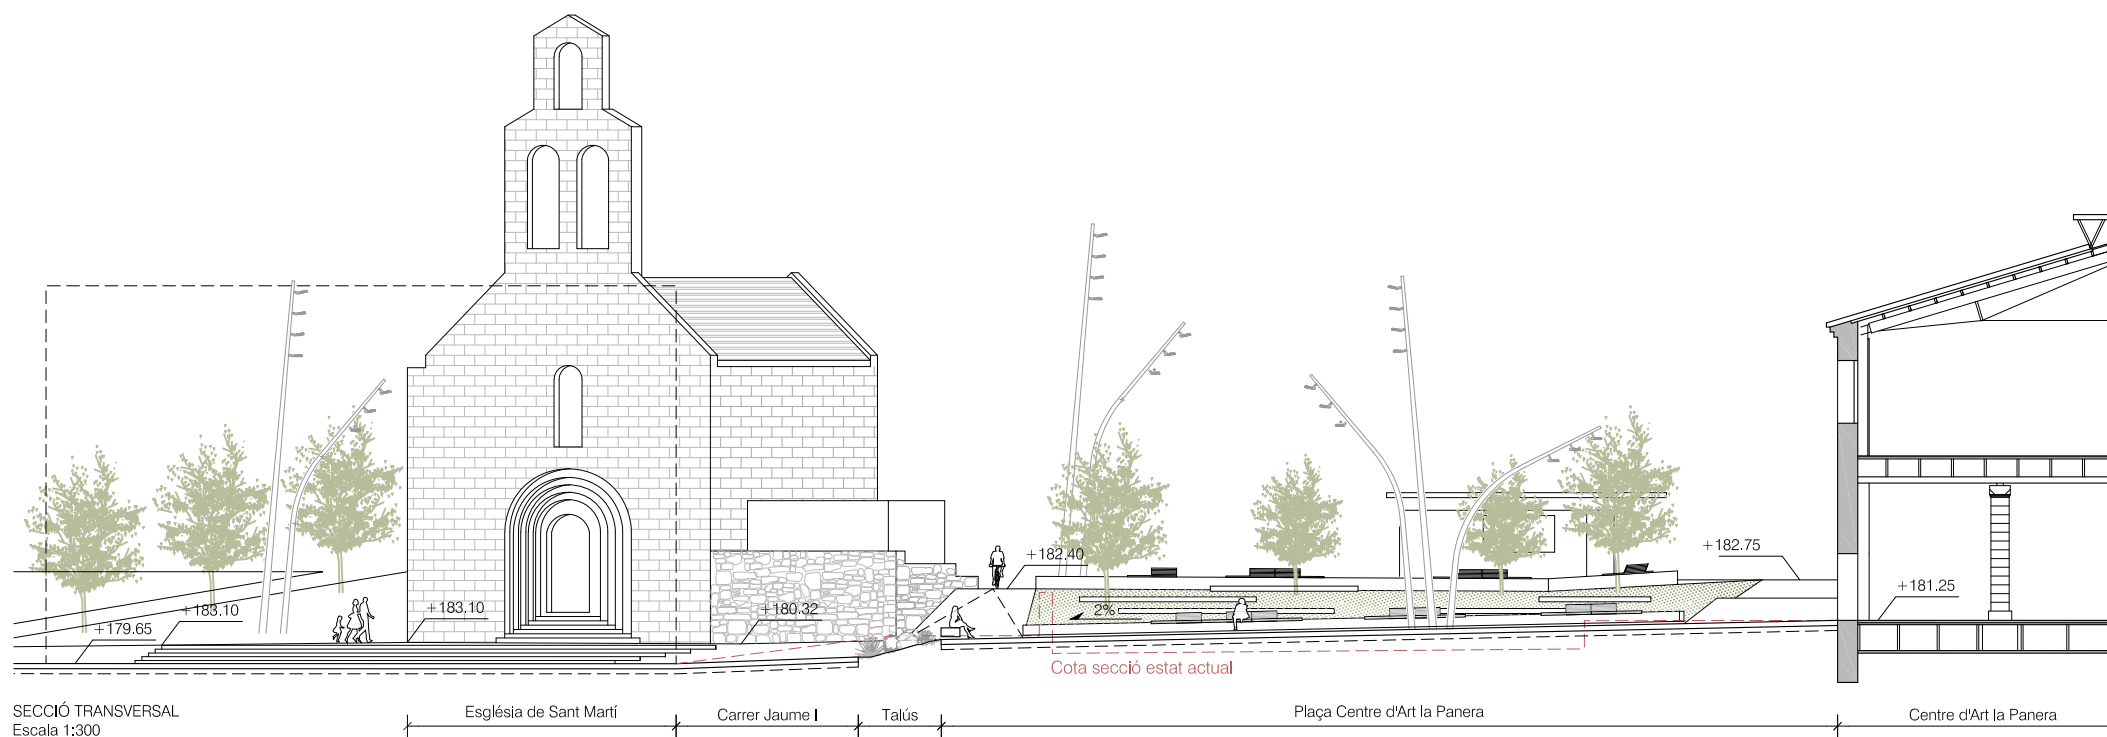 +182.40
+182.75
+181.25
+183.10
+183.10
+180.32
2%
+179.65
Cota secció estat actual
SECCIÓ TRANSVERSAL
Escala 1:300
Església de Sant Martí
Carrer Jaume I
Talús
Plaça Centre d'Art la Panera
Centre d'Art la Panera